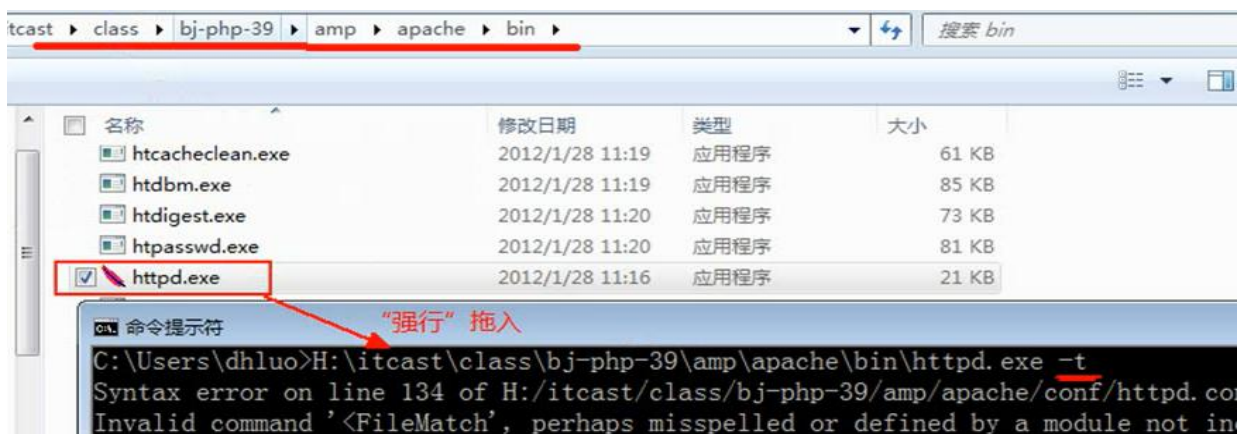 tcast ▸ class ▸ bj-php-39 ▸ amp ▸ apache ▸ bin ▸ 搜索 bin
名称 修改日期 类型 大小
htcacheclean.exe 2012/1/28 11:19 应用程序 61 KB
htdbm.exe 2012/1/28 11:19 应用程序 85 KB
htdigest.exe 2012/1/28 11:20 应用程序 73 KB
htpasswd.exe 2012/1/28 11:20 应用程序 81 KB
httpd.exe 2012/1/28 11:16 应用程序 21 KB
命令提示符 “强行”拖入
C:\Users\dhluo>H:\itcast\class\bj-php-39\amp\apache\bin\httpd.exe -t
Syntax error on line 134 of H:/itcast/class/bj-php-39/amp/apache/conf/httpd.co
Invalid command '<FileMatch', perhaps misspelled or defined by a module not in